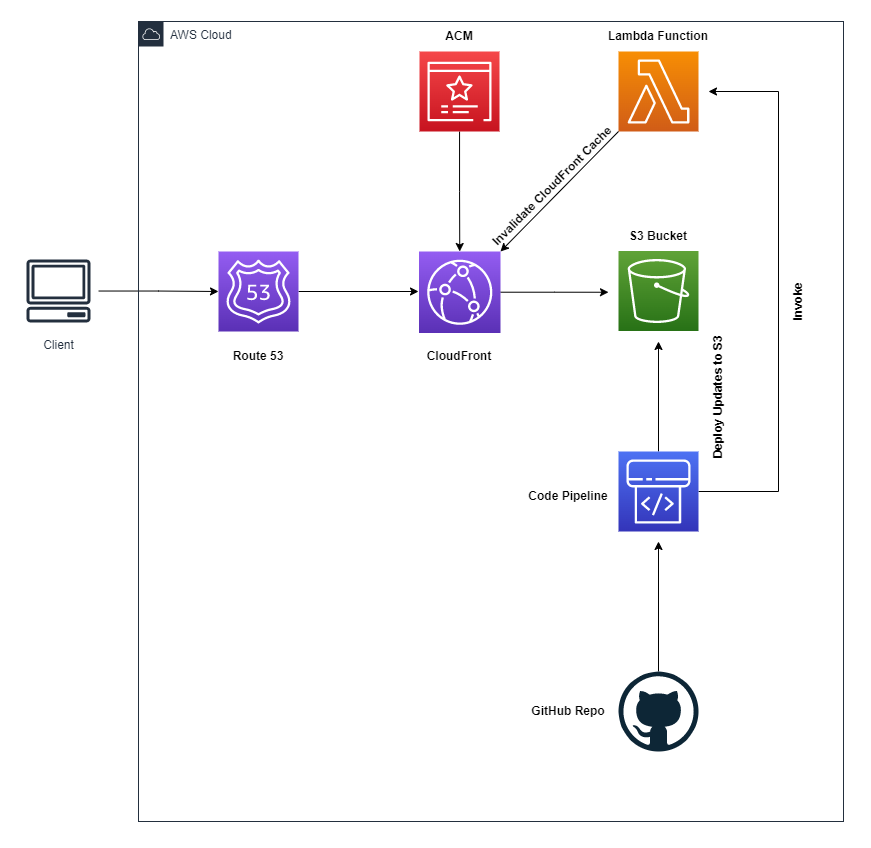 AWS Cloud
ACM
Lambda Function
Invalidate CloudFront Cache
S3 Bucket
53
Client
Route 53
CloudFront
Invoke
Deploy Updates to S3
Code Pipeline
</>
GitHub Repo